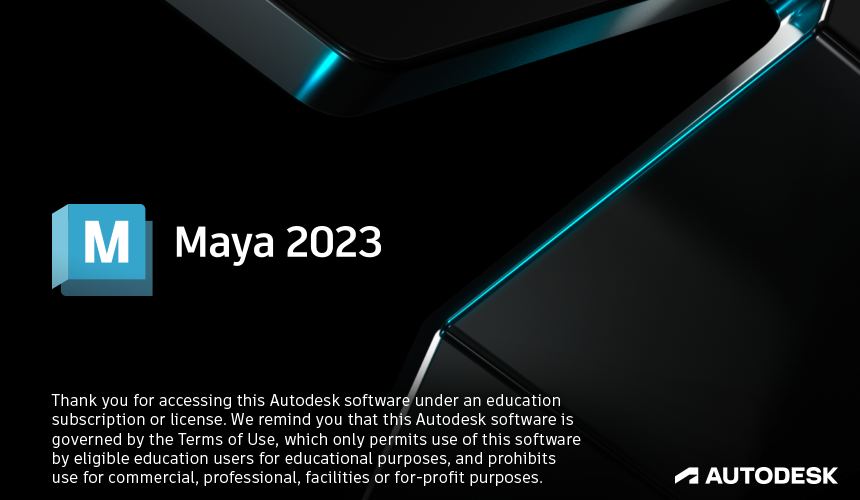 M
Maya 2023
Thank you for accessing this Autodesk software under an education
subscription or license. We remind you that this Autodesk software is
governed by the Terms of Use, which only permits use of this software
by eligible education users for educational purposes, and prohibits
use for commercial, professional, facilities or for-profit purposes.
AUTODESK